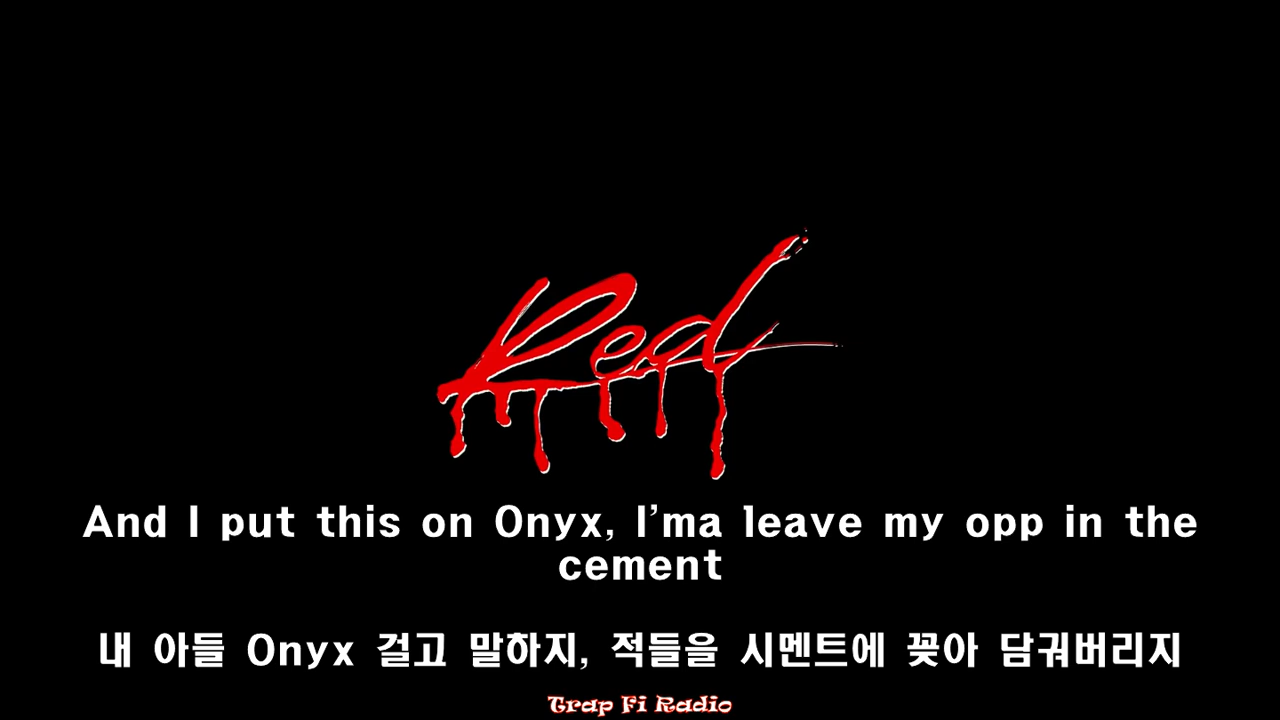 Red
And I put this on Onyx, I'ma leave my opp in the
cement
내 아들 Onyx 걸고 말하지, 적들을 시멘트에 꽂아 담궈버리지
Trap Fi Radio